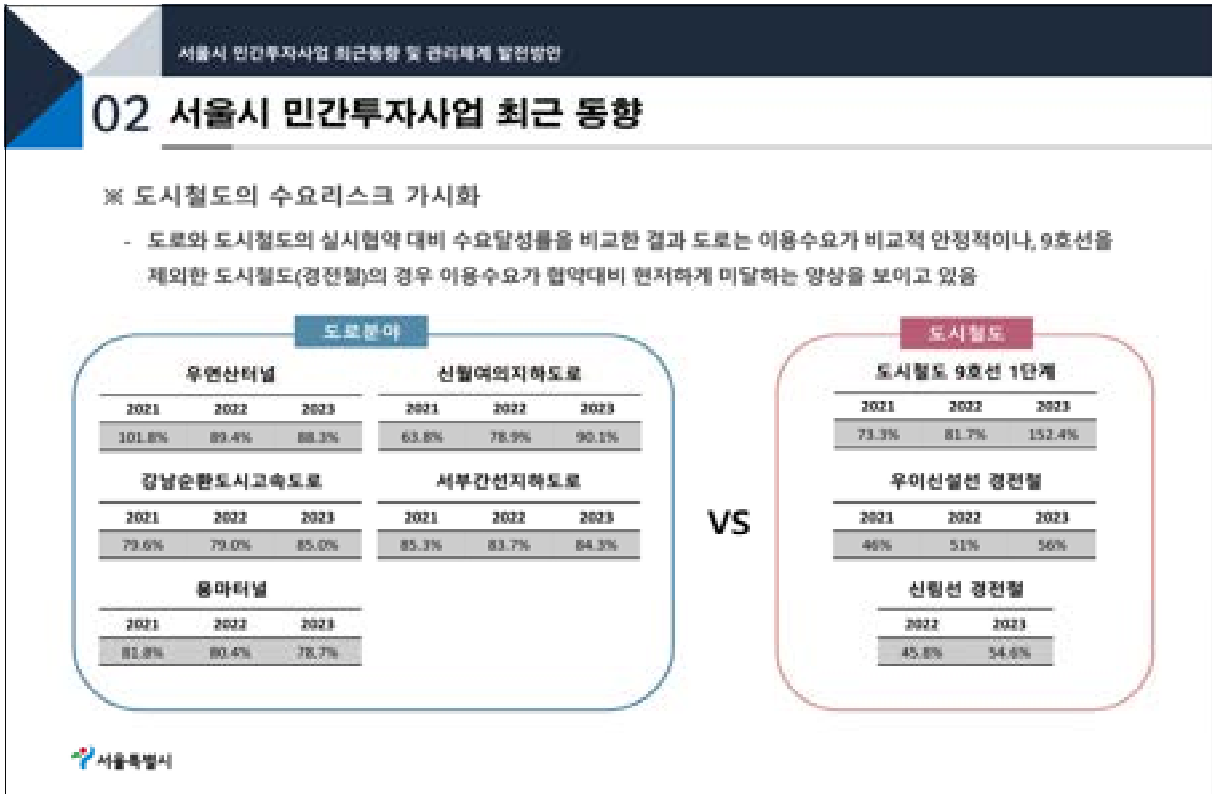 서울시 민간투자사업 최근동향 및 관리체계 발전방안
02 서울시 민간투자사업 최근 동향
※ 도시철도의 수요리스크 가시화
- 도로와 도시철도의 실시협약 대비 수요달성률을 비교한 결과 도로는 이용수요가 비교적 안정적이나, 9호선을
제외한 도시철도(경전철)의 경우 이용수요가 협약대비 현저하게 미달하는 양상을 보이고 있음
도로분야
우면산터널
2021 2022 2023
101.8% 89.4% 88.3%
신월여의지하도로
2021 2022 2023
63.8% 78.9% 90.1%
강남순환도시고속도로
2021 2022 2023
79.6% 79.0% 85.0%
서부간선지하도로
2021 2022 2023
85.3% 83.7% 84.3%
용마터널
2021 2022 2023
81.8% 80.4% 78.7%
VS
도시철도
도시철도 9호선 1단계
2021 2022 2023
73.3% 81.7% 152.4%
우이신설선 경전철
2021 2022 2023
46% 51% 56%
신림선 경전철
2022 2023
45.8% 54.6%
서울특별시